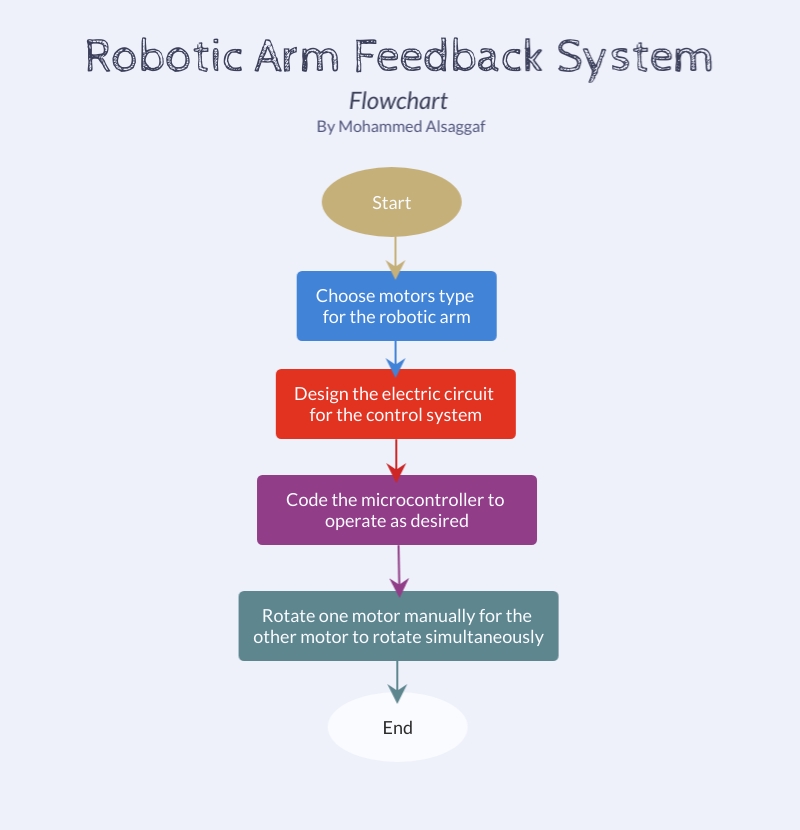 Robotic Arm Feedback System
Flowchart
By Mohammed Alsaggaf
Start
Choose motors type
for the robotic arm
Design the electric circuit
for the control system
Code the microcontroller to
operate as desired
Rotate one motor manually for the
other motor to rotate simultaneously
End